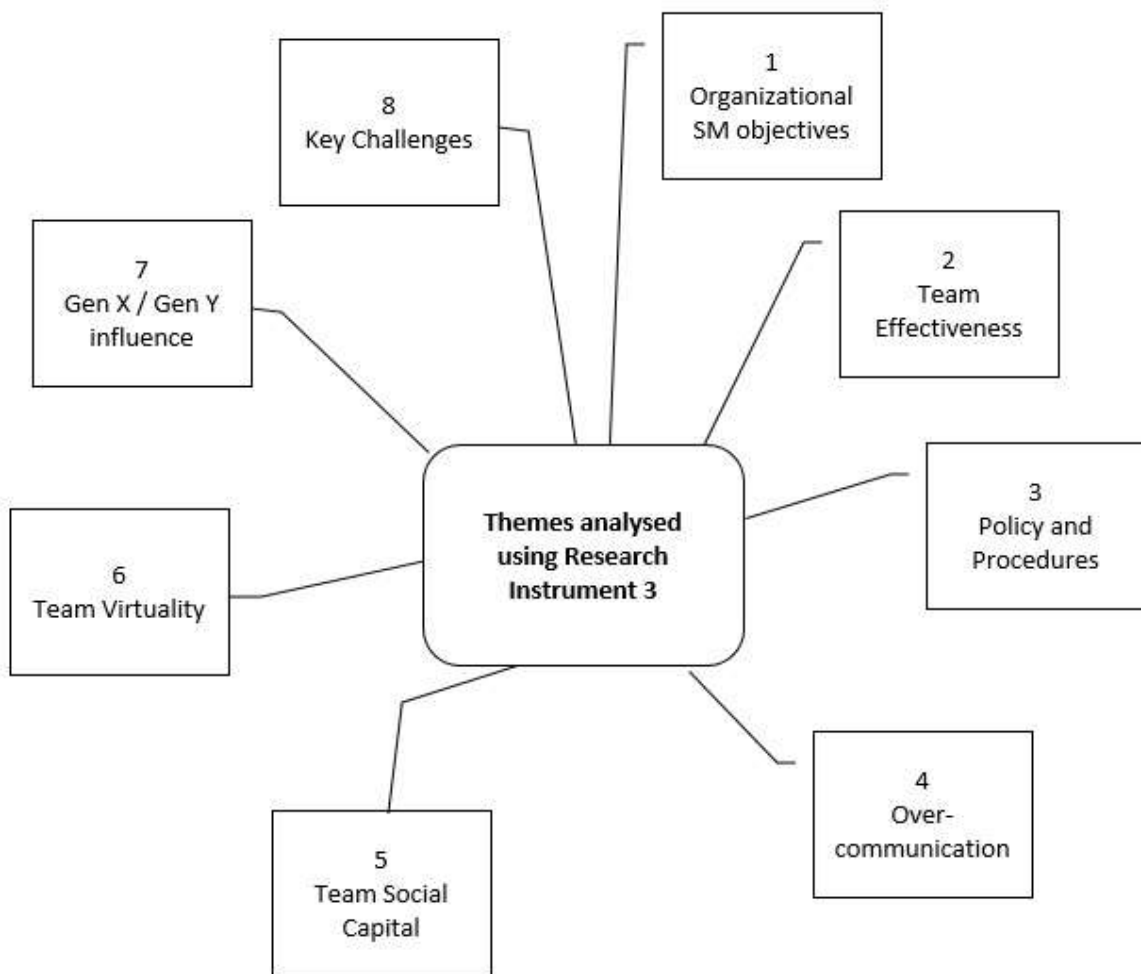 1
Organizational
SM objectives
2
Team
Effectiveness
3
Policy and
Procedures
4
Over-
communication
5
Team Social
Capital
6
Team Virtuality
7
Gen X / Gen Y
influence
8
Key Challenges
Themes analysed
using Research
Instrument 3